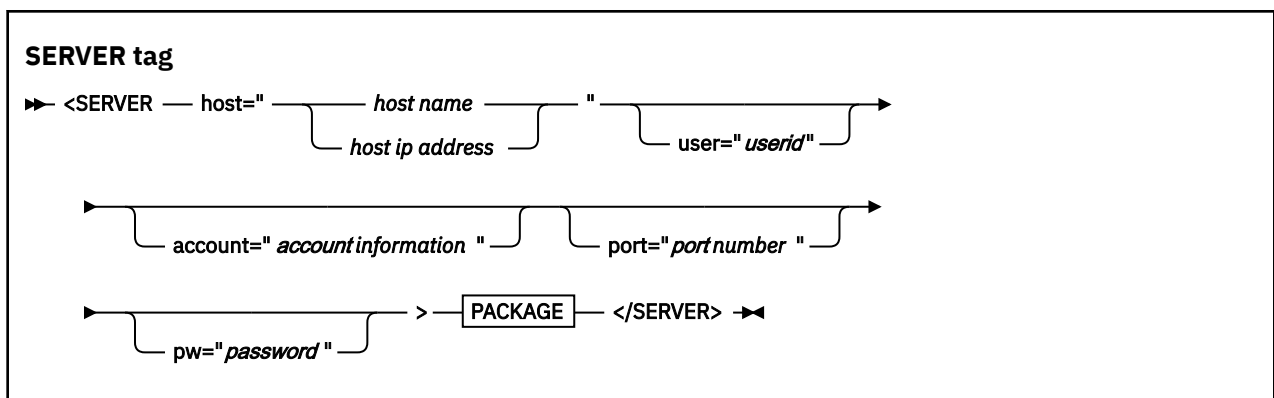 SERVER tag
<SERVER host=" host name " 
host ip address user="userid"
account="account information " port="port number "
> PACKAGE </SERVER>
pw="password "